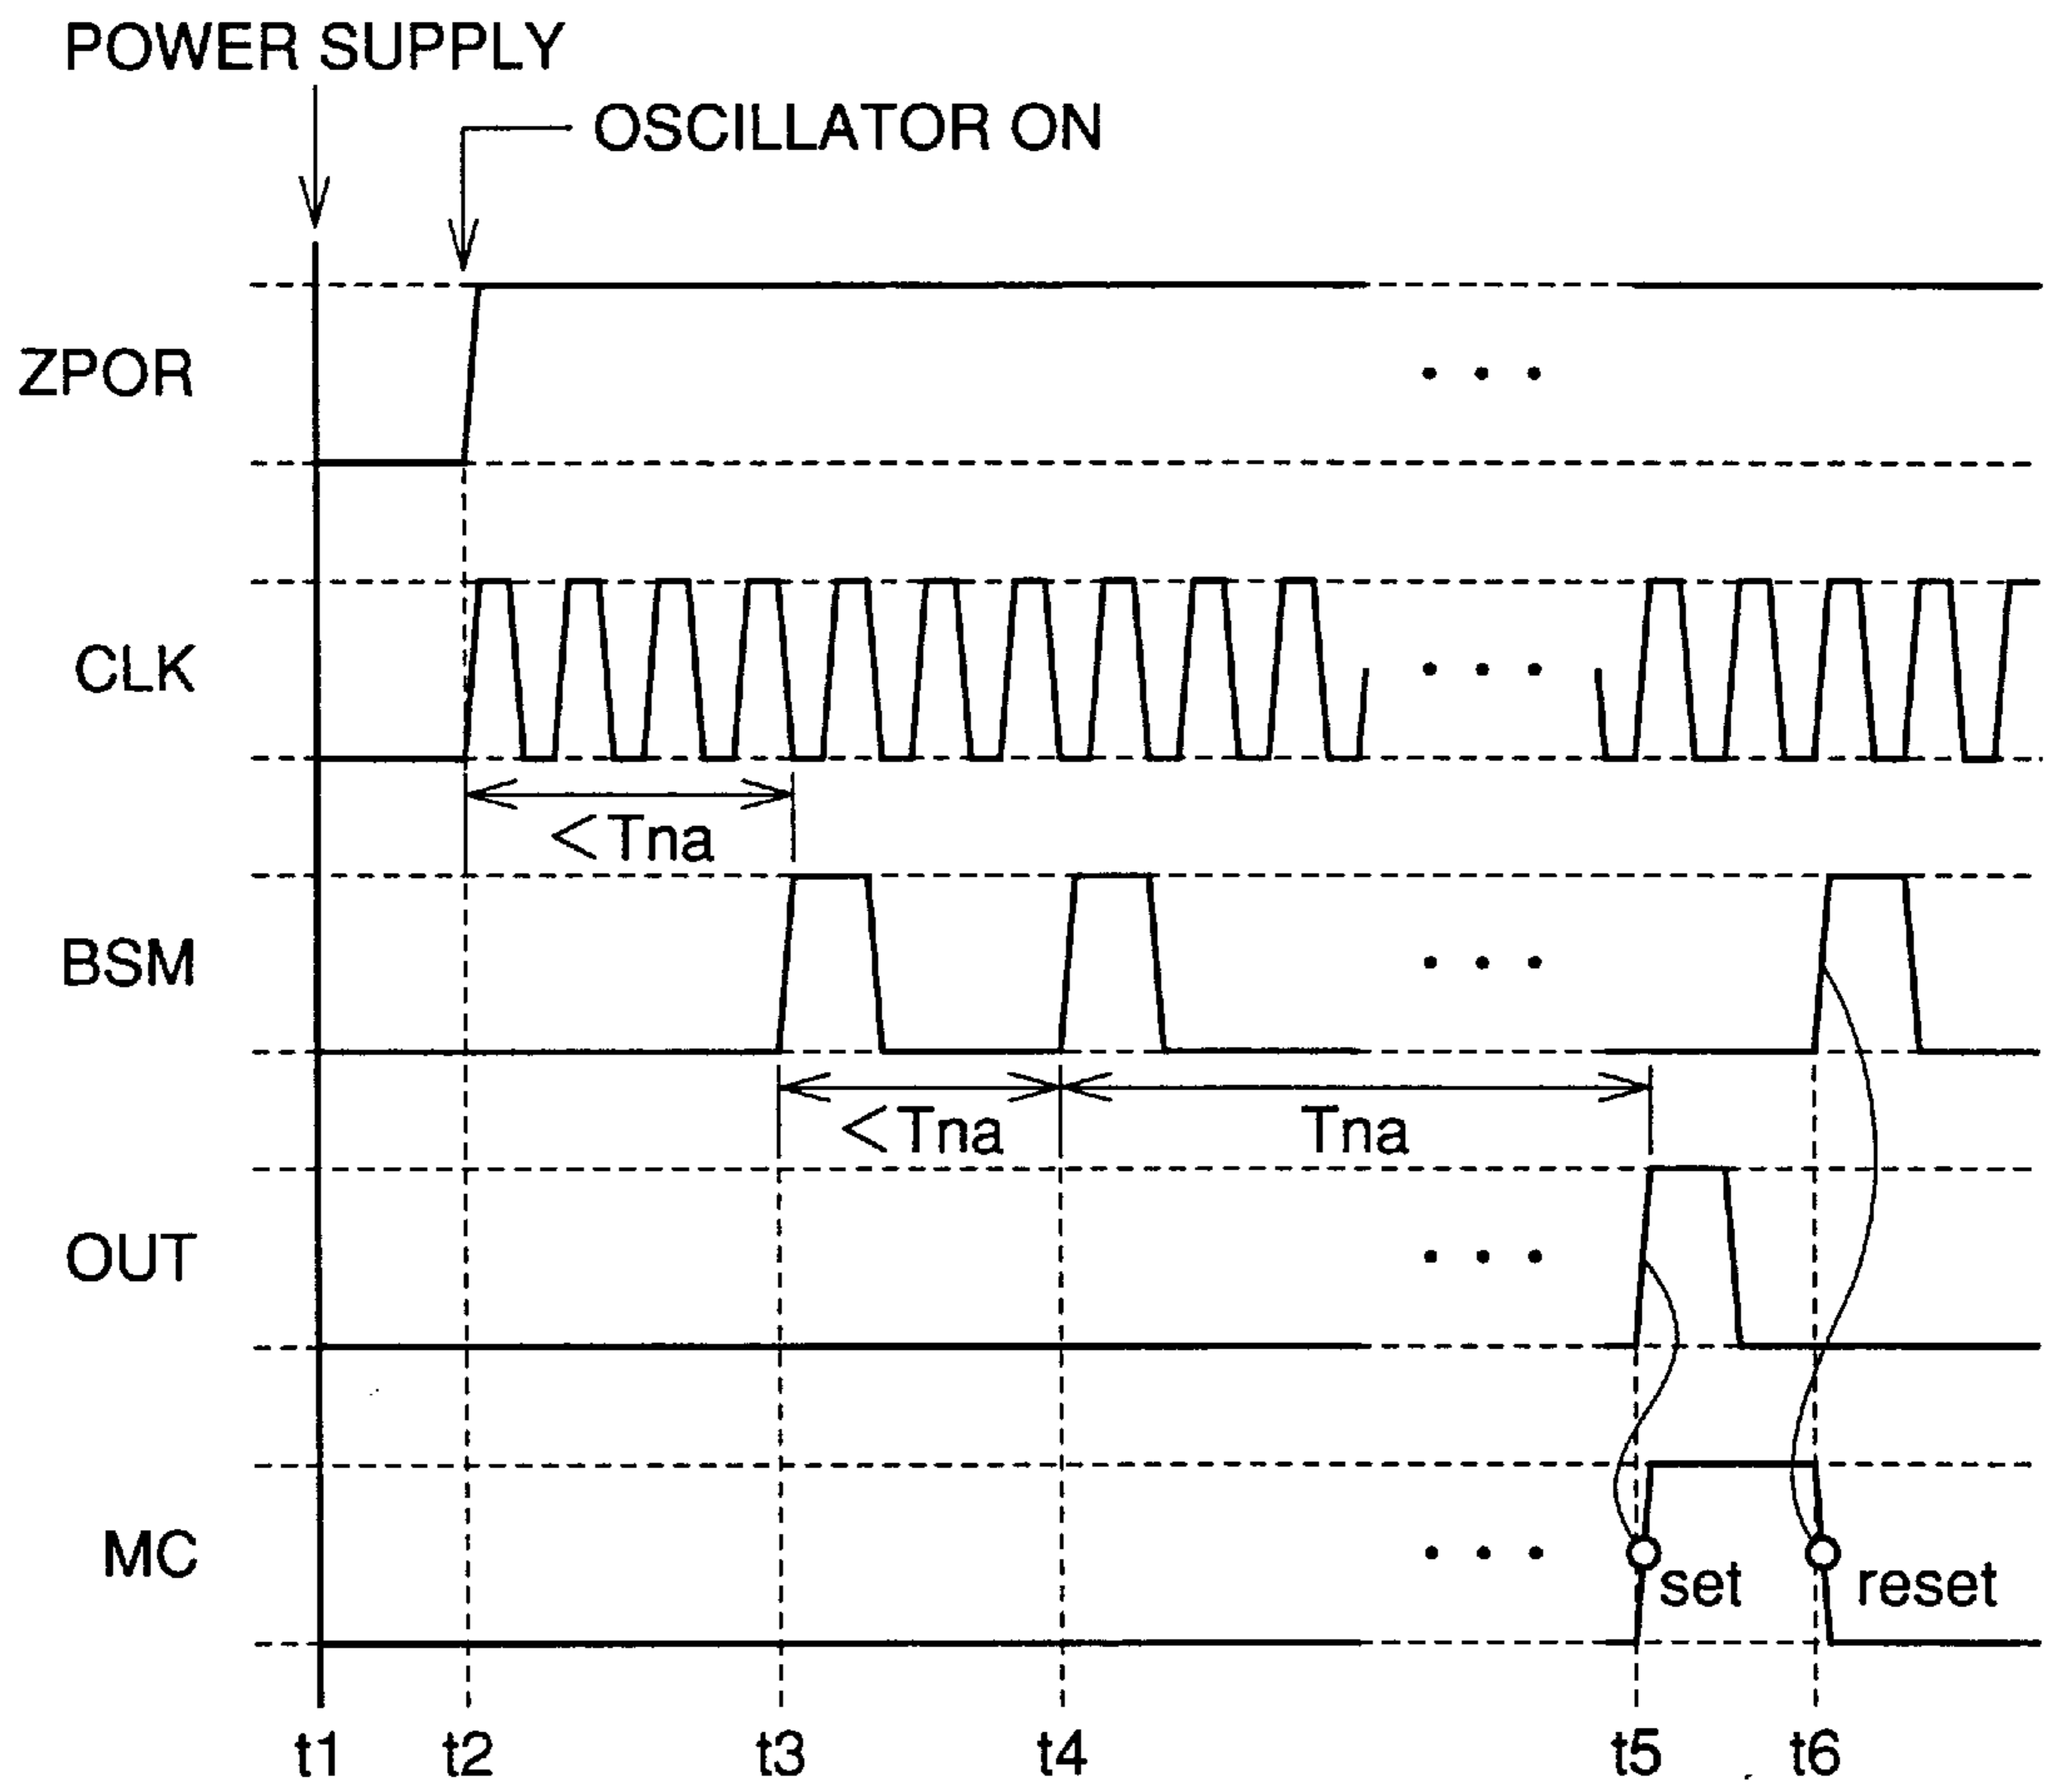 POWER SUPPLY
OSCILLATOR ON
ZPOR
CLK
<Tna
BSM
<Tna
Tna
OUT
MC
set
reset
t1 t2 t3 t4 t5 t6